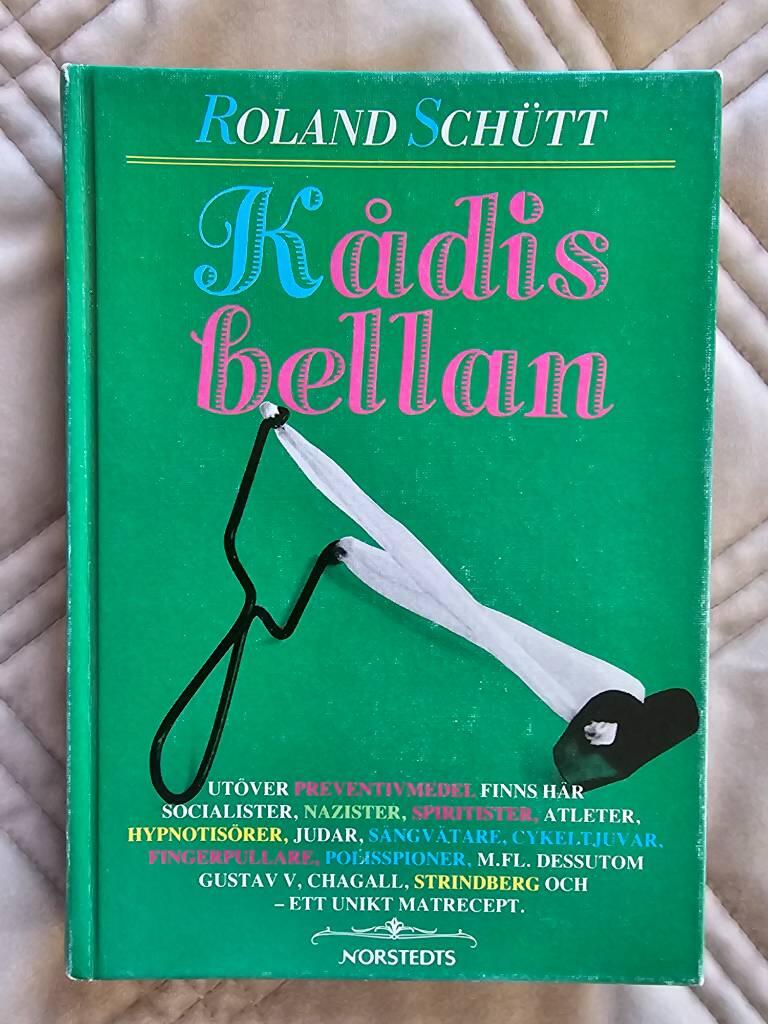 ROLAND SCHÜTT
Kådis
bellan
UTÖVER PREVENTIVMEDEL FINNS HÄR
SOCIALISTER, NAZISTER, SPIRITISTER, ATLETER,
HYPNOTISÖRER, JUDAR, SÄNGVÄTARE, CYKELTJUVAR,
FINGERPULLARE, POLISSPIONER, M.FL. DESSUTOM
GUSTAV V, CHAGALL, STRINDBERG OCH
– ETT UNIKT MATRECEPT.
NORSTEDTS